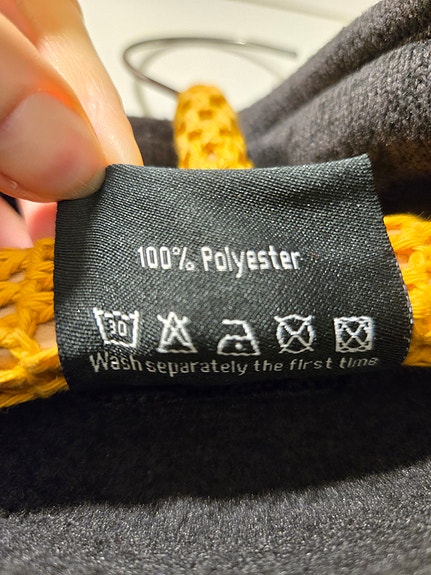 100% Polyester
30
Wash separately the first time